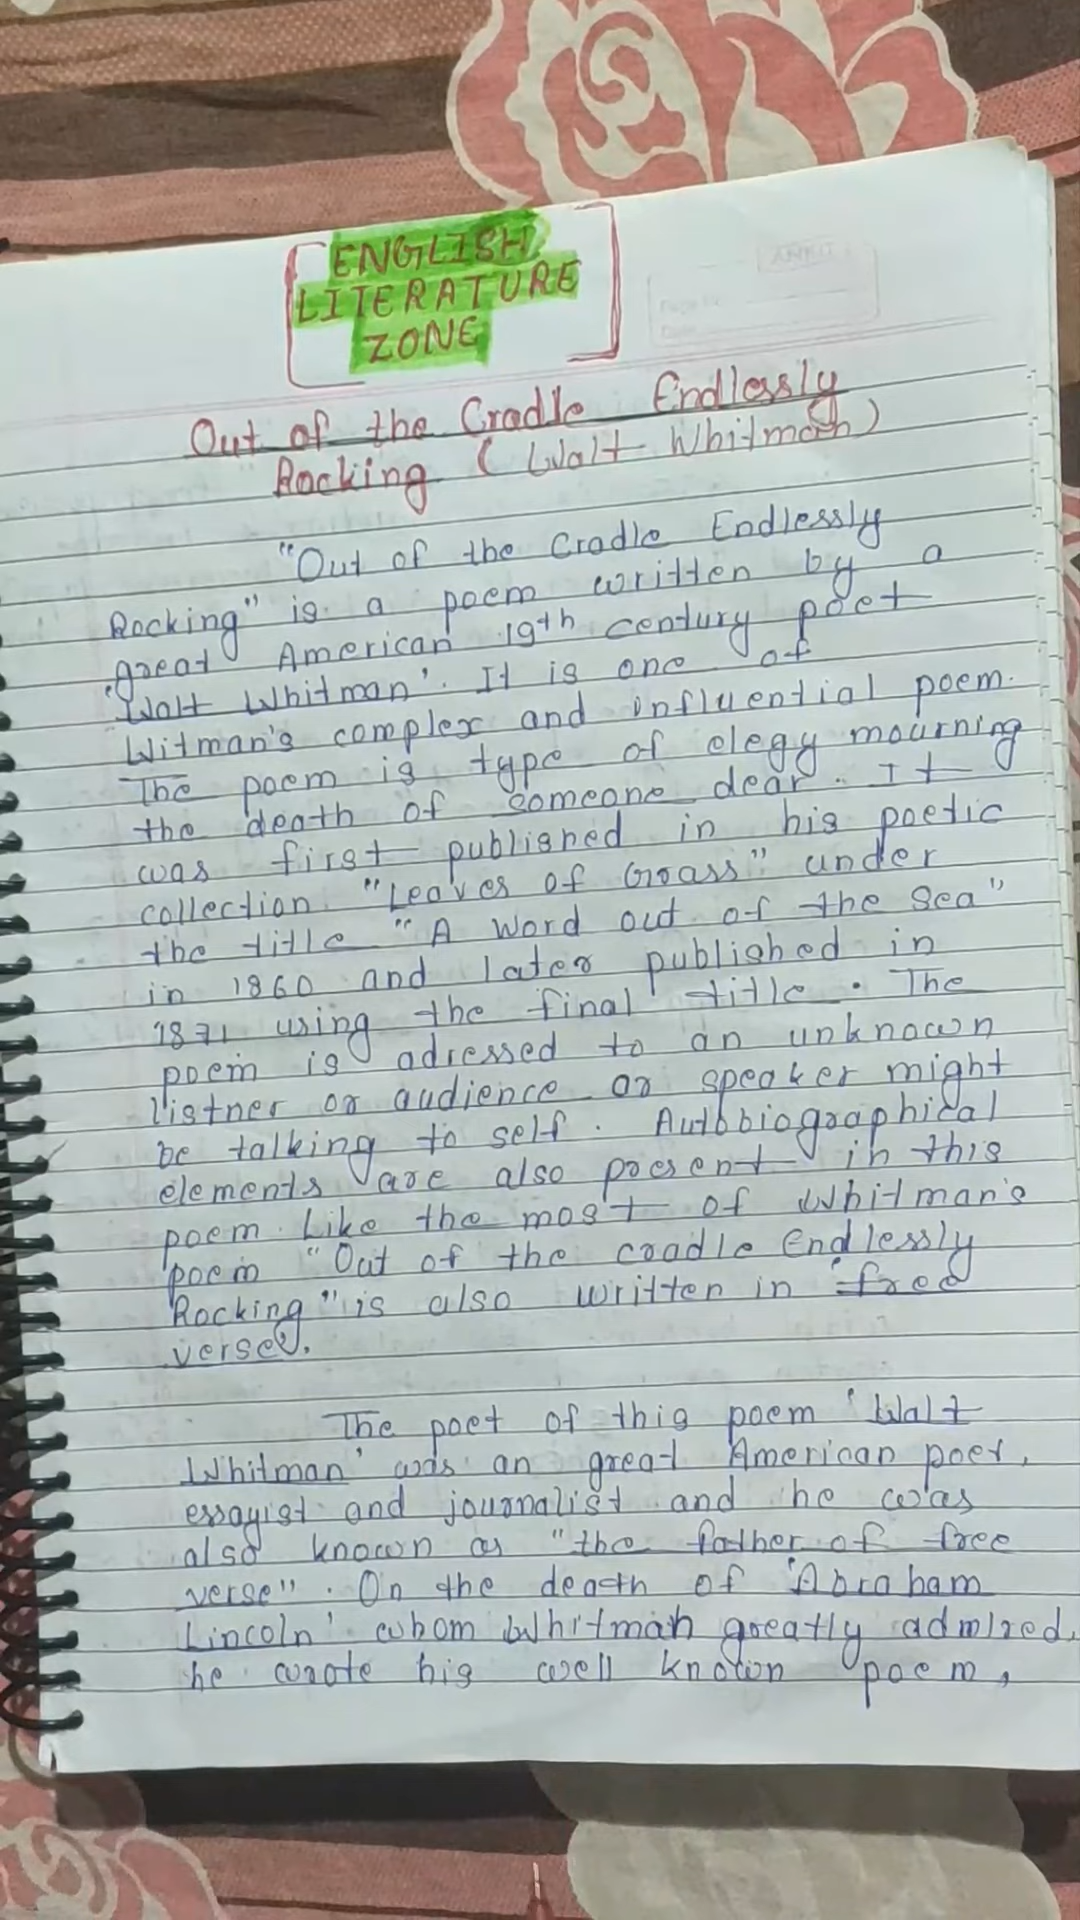 ENGLISH
LITERATURE
ZONE
Out of the Cradle Endlessly
Rocking (Walt Whitman)
"Out of the Cradle Endlessly
Rocking" is a poem written by a
great American 19th century poet
'Walt Whitman'. It is one of
Witman's complex and influential poem.
The poem is type of elegy mourning
the death of someone dear. It
was first published in his poetic
collection "Leaves of Grass" under
the title "A Word out of the Sea"
in 1860 and later published in
1871 using the final title. The
poem is adressed to an unknown
listner or audience or speaker might
be talking to self. Autobiographical
elements are also present in this
poem. Like the most of Whitman's
poem "Out of the cradle Endlessly
Rocking" is also written in free
verse.
The poet of this poem 'Walt
Whitman' was an great American poet,
essayist and journalist and he was
also known as "the father of free
verse". On the death of 'Abraham
Lincoln' whom Whitman greatly admired,
he wrote his well known poem,